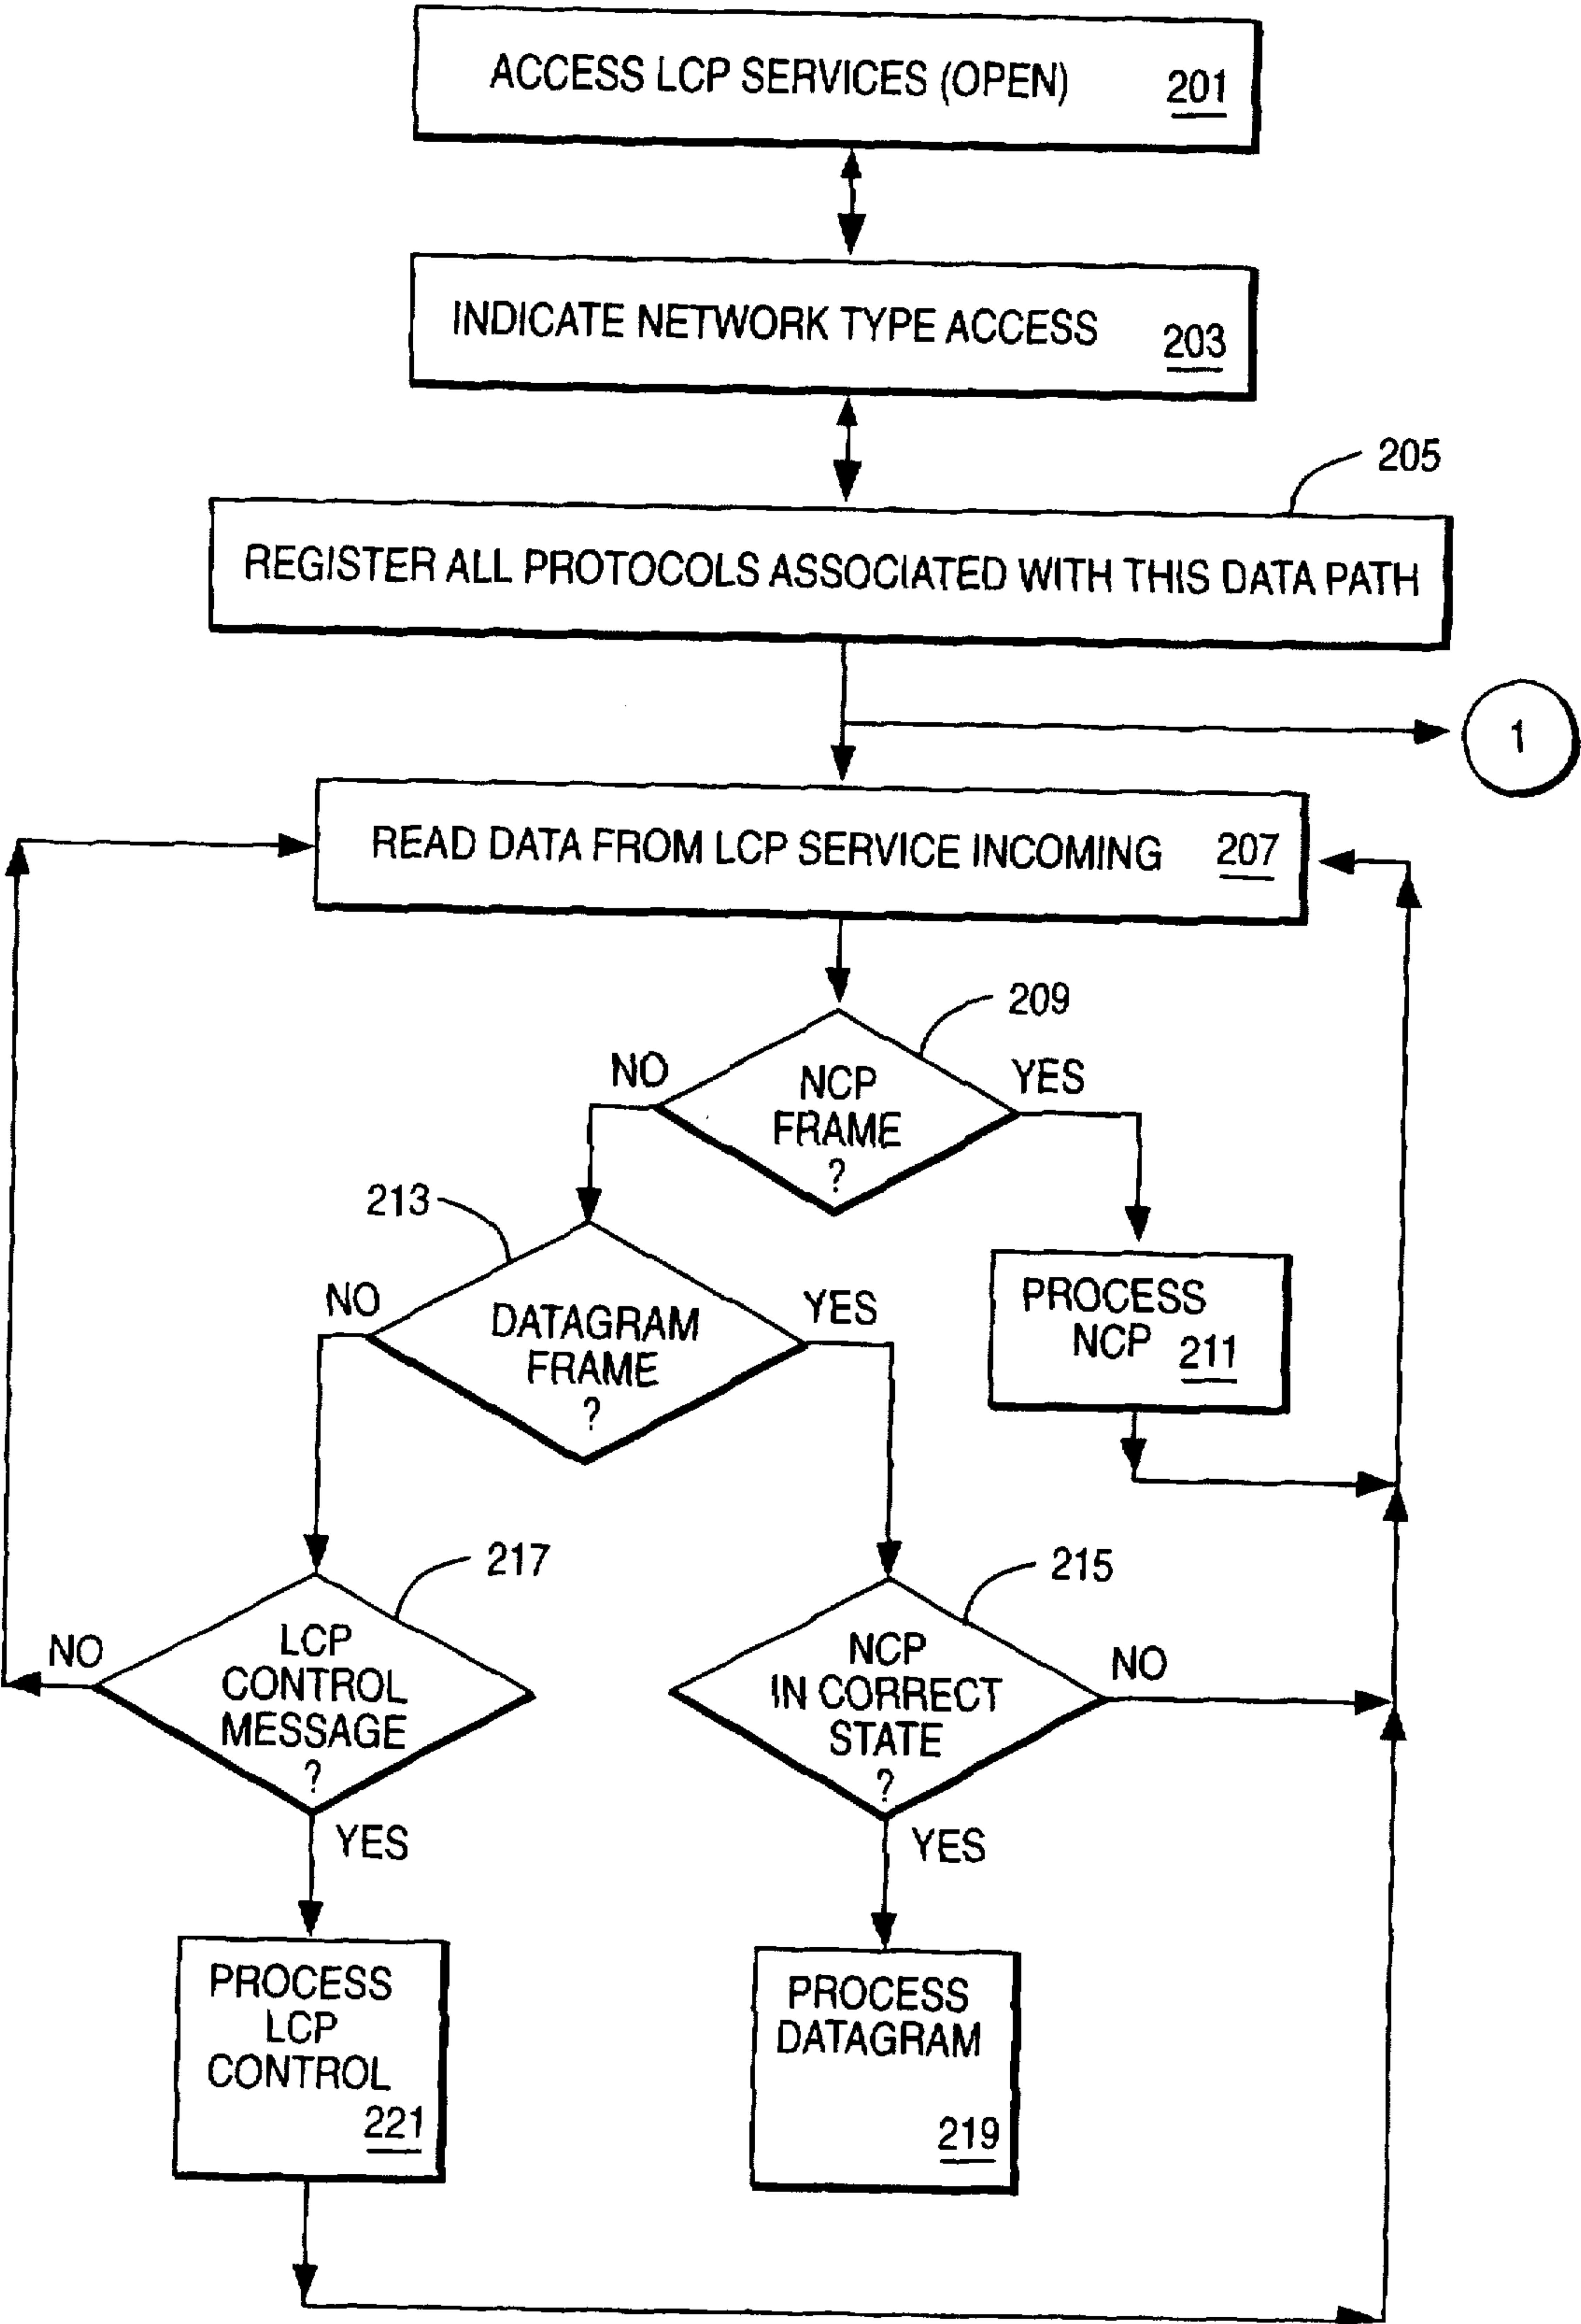 ACCESS LCP SERVICES (OPEN) 201
INDICATE NETWORK TYPE ACCESS 203
205
REGISTER ALL PROTOCOLS ASSOCIATED WITH THIS DATA PATH
1
READ DATA FROM LCP SERVICE INCOMING 207
209
NO
NCP
FRAME
?
YES
213
NO
DATAGRAM
FRAME
?
YES
PROCESS
NCP 211
217
NO
LCP
CONTROL
MESSAGE
?
YES
215
NCP
IN CORRECT
STATE
?
NO
YES
PROCESS
LCP
CONTROL
221
PROCESS
DATAGRAM
219